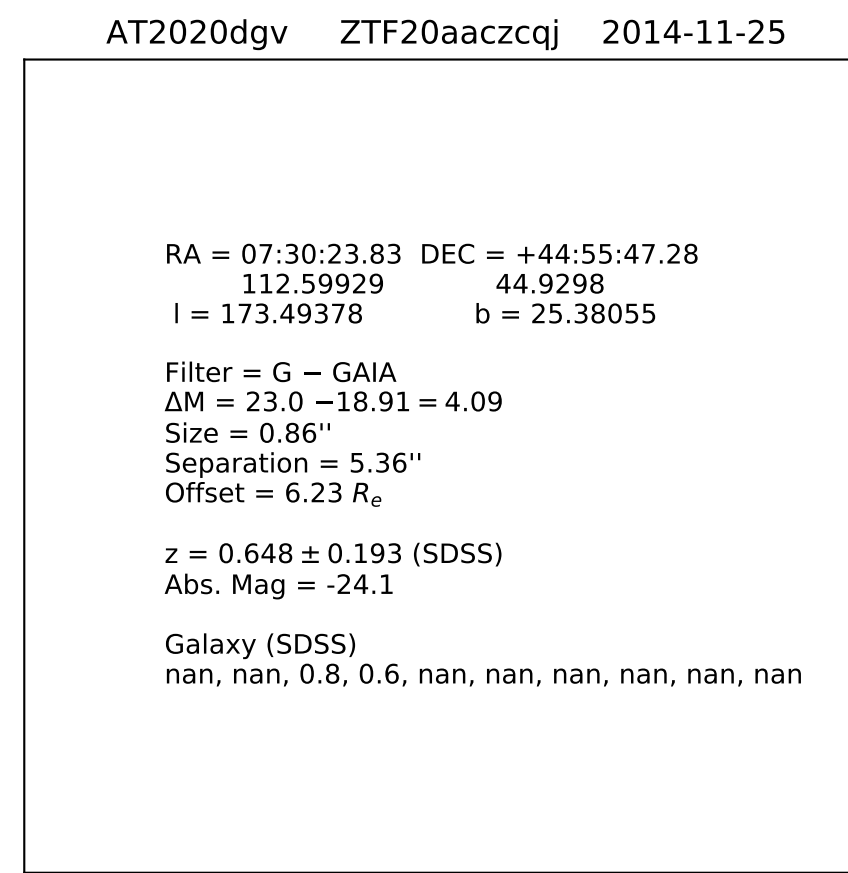 AT2020dgv ZTF20aaczcqj 2014-11-25
RA = 07:30:23.83 DEC = +44:55:47.28
112.59929 44.9298
l = 173.49378 b = 25.38055
Filter = G − GAIA
ΔM = 23.0 −18.91 = 4.09
Size = 0.86''
Separation = 5.36''
Offset = 6.23 Re
z = 0.648 ± 0.193 (SDSS)
Abs. Mag = -24.1
Galaxy (SDSS)
nan, nan, 0.8, 0.6, nan, nan, nan, nan, nan, nan